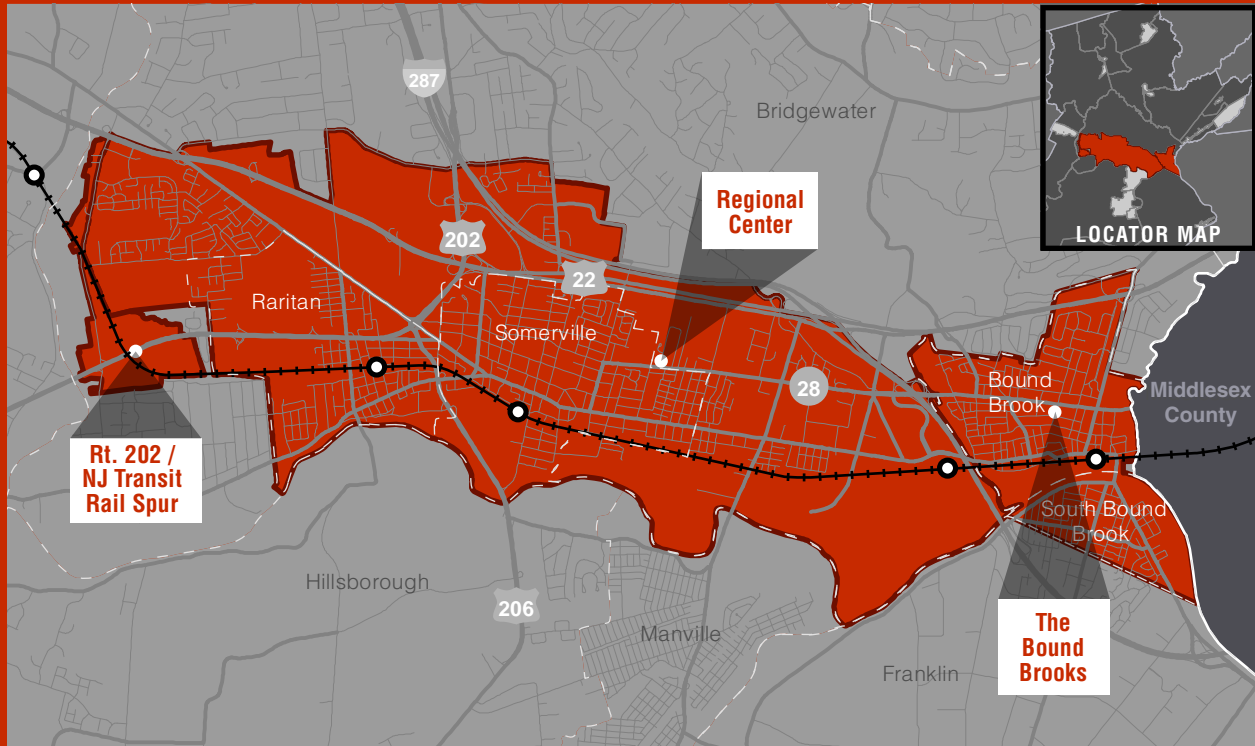 287
Bridgewater
LOCATOR MAP
Regional
Center
202
22
Raritan
Somerville
28
Bound
Brook
Middlesex
County
Rt. 202 /
NJ Transit
Rail Spur
South Bound
Brook
Hillsborough
206
Manville
The
Bound
Brooks
Franklin